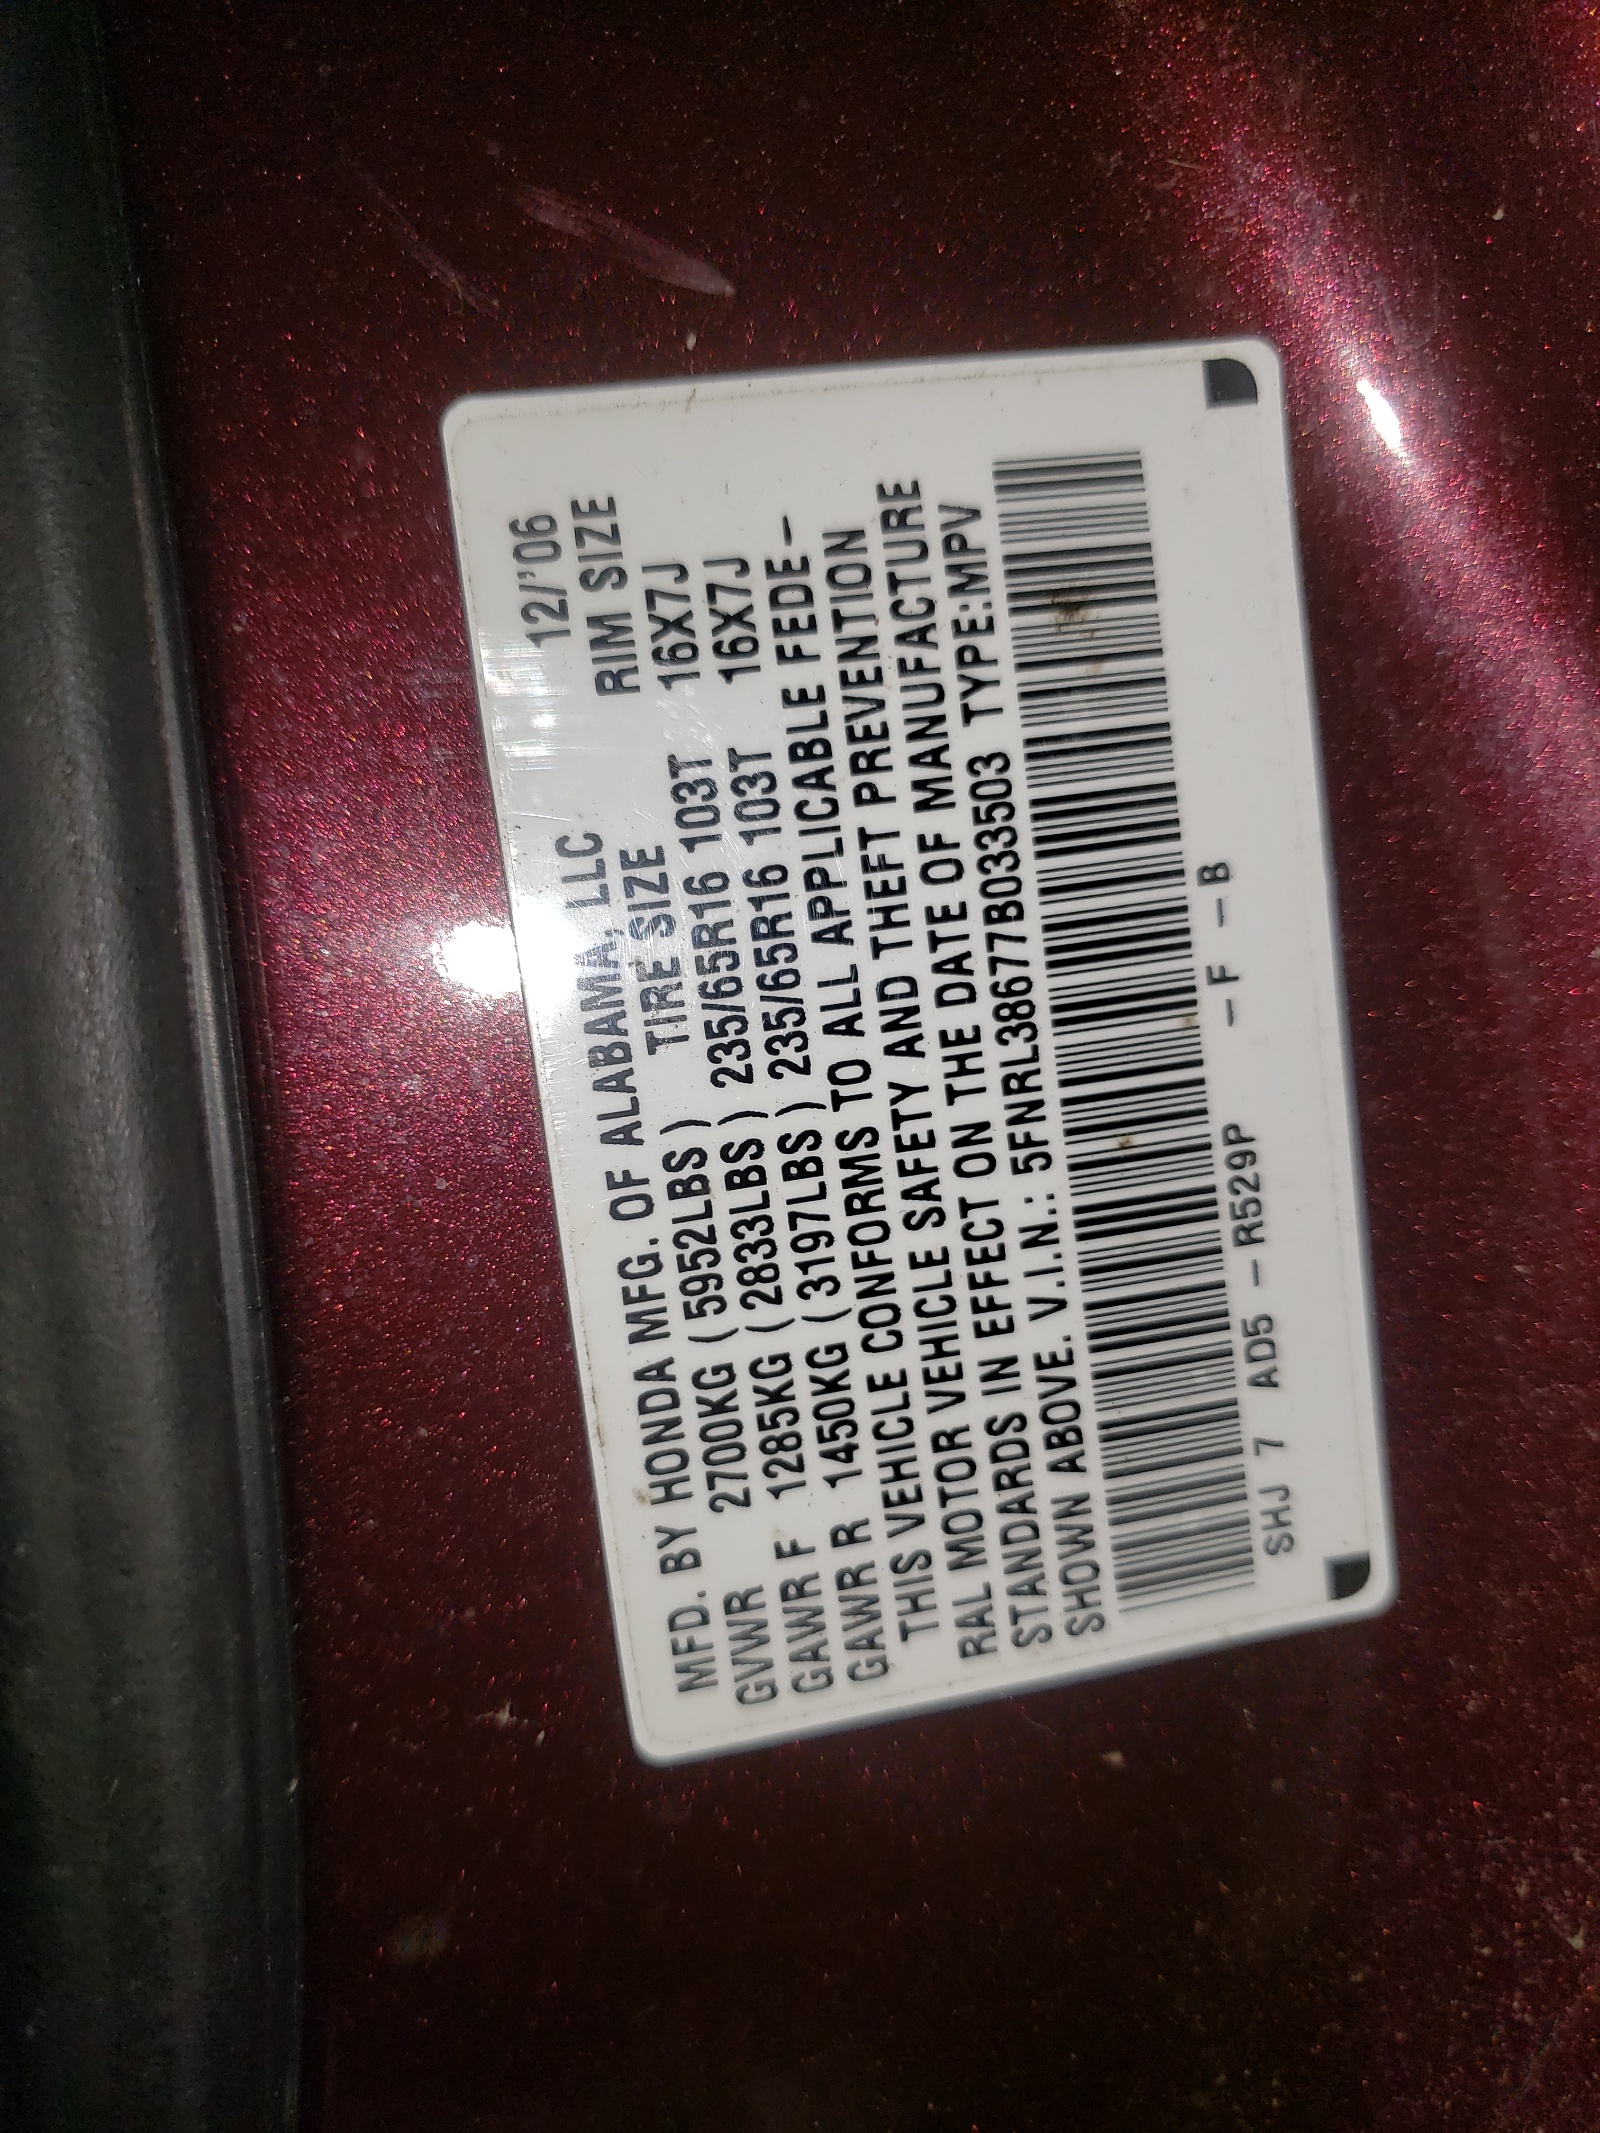 12/'06
MFD. BY HONDA MFG. OF ALABAMA, LLC RIM SIZE
GVWR 2700KG (5952LBS) TIRE SIZE 16X7J
GAWR F 1285KG (2833LBS) 235/65R16 103T 16X7J
GAWR R 1450KG (3197LBS) 235/65R16 103T
THIS VEHICLE CONFORMS TO ALL APPLICABLE FEDE-
RAL MOTOR VEHICLE SAFETY AND THEFT PREVENTION
STANDARDS IN EFFECT ON THE DATE OF MANUFACTURE
SHOWN ABOVE. V.I.N.: 5FNRL38677B033503 TYPE:MPV
SHJ 7 AD5 - R529P - F - B